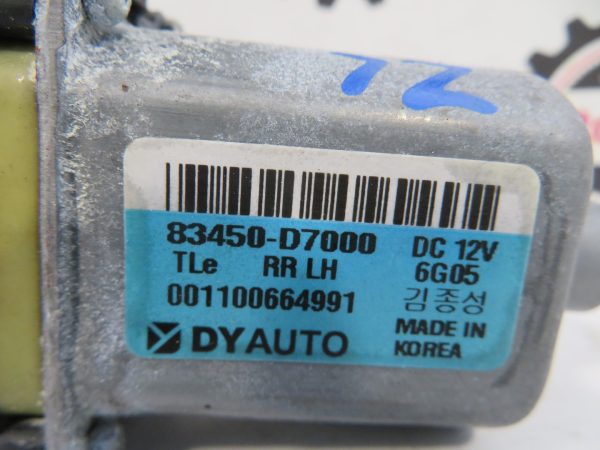 83450-D7000 DC 12V
TLe RR LH 6G05
001100664991 김종성
DYAUTO MADE IN
KOREA